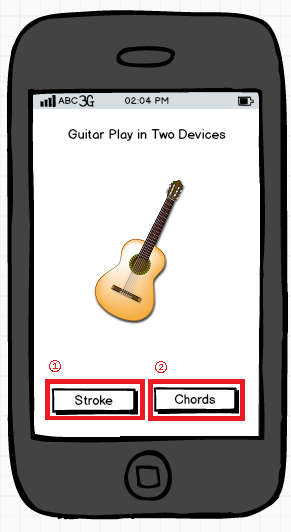 ABC 3G 02:04 PM
Guitar Play in Two Devices
① ②
Stroke Chords